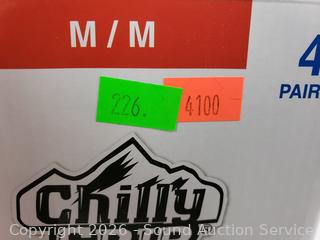 M / M
4
PAIR
226.
4100
Chilly
Copyright 2026 - Sound Auction Service